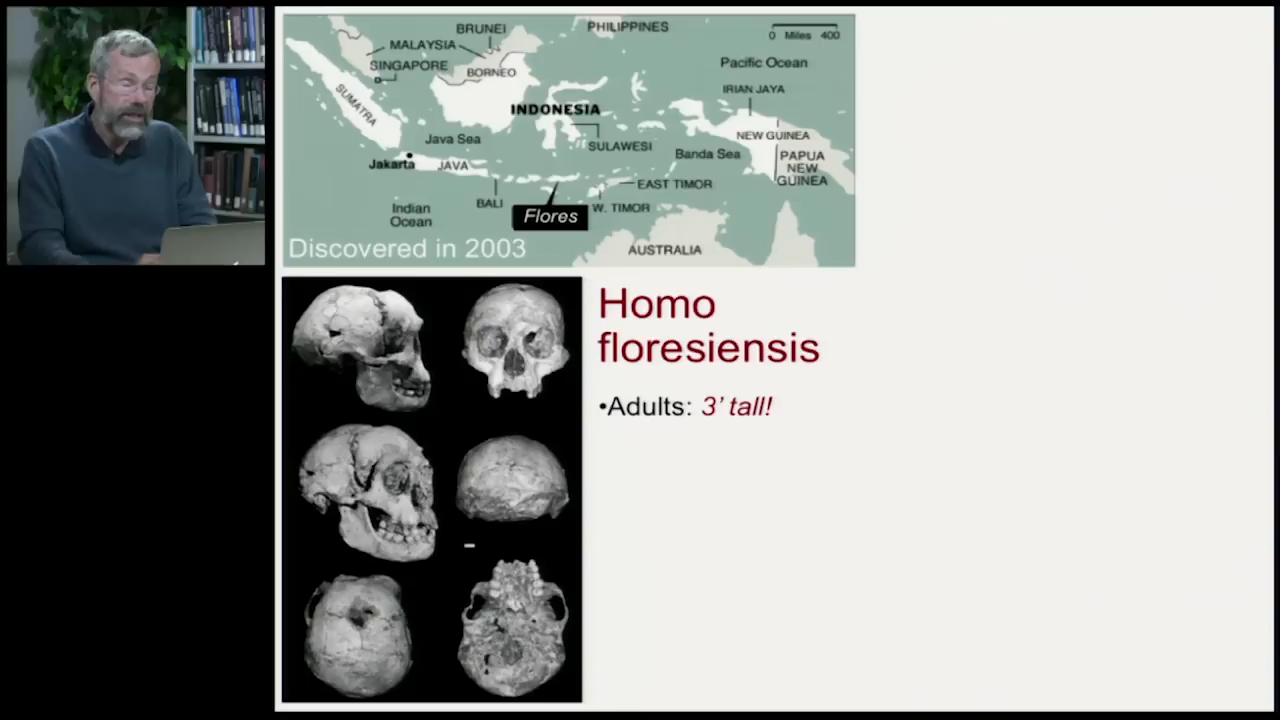 PHILIPPINES
BRUNEI
0 Miles 400
MALAYSIA
SINGAPORE
BORNEO
Pacific Ocean
IRIAN JAYA
SUMATRA
INDONESIA
Java Sea
SULAWESI
NEW GUINEA
Banda Sea
PAPUA
NEW
GUINEA
Jakarta
JAVA
EAST TIMOR
BALI
W. TIMOR
Indian
Ocean
Flores
Discovered in 2003
AUSTRALIA
Homo
floresiensis
•Adults: 3’ tall!